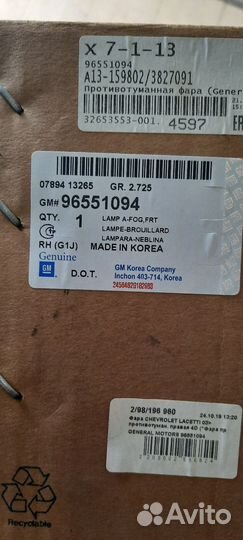 x 7-1-13
96551094
A13-159802/3827091
Противотуманная фара (Gener
32653553-001. 4597
07894 13265 GR. 2.725
GM# 96551094
QTY. 1
LAMP A-FOG,FRT
LAMPE-BROUILLARD
LAMPARA-NEBLINA
RH (G1J) MADE IN KOREA
Genuine
GM
D.O.T.
GM Korea Company
Inchon 403-714, Korea
2/98/196 960
24.10.19 13:20
Фара CHEVROLET LACETTI 03>
противотуман. правая 4D (*Фара пр
GENERAL MOTORS 96551094
Recyclable
Avito